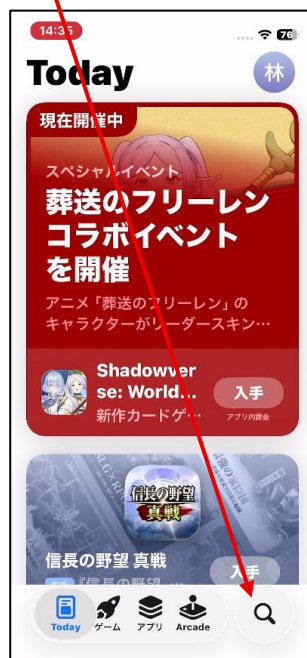 14:35
76
Today
林
現在開催中
スペシャルイベント
葬送のフリーレン
コラボイベント
を開催
アニメ「葬送のフリーレン」の
キャラクターがリーダースキン…
Shadowver
se: World...
新作カードゲ…
入手
アプリ内課金
信長の野望
真戦
信長の野望 真戦
入手
『信長の野望
Today
ゲーム
アプリ
Arcade